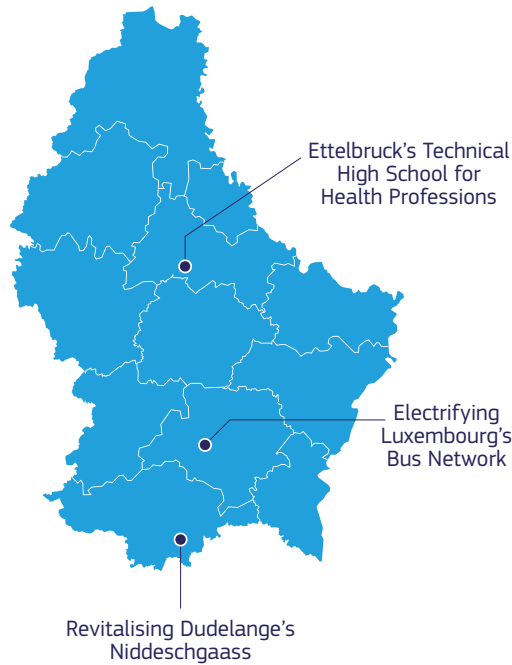 Ettelbruck's Technical
High School for
Health Professions
Electrifying
Luxembourg's
Bus Network
Revitalising Dudelange's
Niddeschgaass